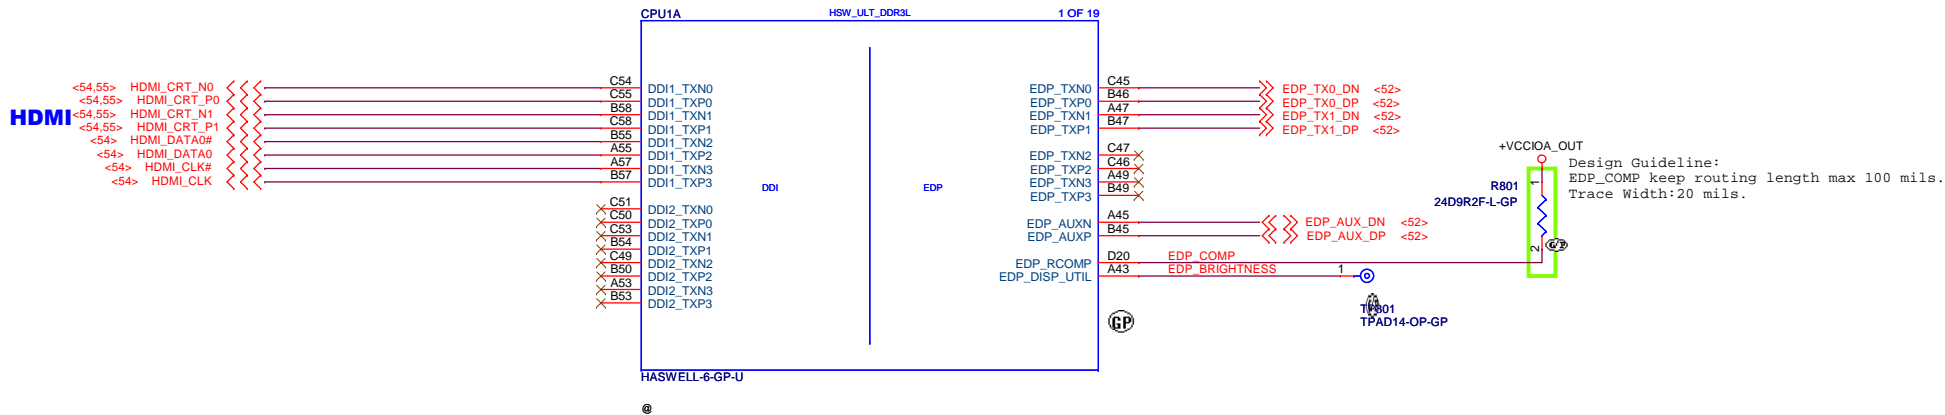 CPU1A HSW_ULT_DDR3L 1 OF 19
HDMI
<54,55> HDMI_CRT_N0 C54 DDI1_TXN0
<54,55> HDMI_CRT_P0 C55 DDI1_TXP0
<54,55> HDMI_CRT_N1 B58 DDI1_TXN1
<54,55> HDMI_CRT_P1 C58 DDI1_TXP1
<54> HDMI_DATA0# B55 DDI1_TXN2
<54> HDMI_DATA0 A55 DDI1_TXP2
<54> HDMI_CLK# A57 DDI1_TXN3
<54> HDMI_CLK B57 DDI1_TXP3
C51 DDI2_TXN0
C50 DDI2_TXP0
C53 DDI2_TXN1
B54 DDI2_TXP1
C49 DDI2_TXN2
B50 DDI2_TXP2
A53 DDI2_TXN3
B53 DDI2_TXP3
DDI EDP
EDP_TXN0 C45 EDP_TX0_DN <52>
EDP_TXP0 B46 EDP_TX0_DP <52>
EDP_TXN1 A47 EDP_TX1_DN <52>
EDP_TXP1 B47 EDP_TX1_DP <52>
EDP_TXN2 C47
EDP_TXP2 C46
EDP_TXN3 A49
EDP_TXP3 B49
EDP_AUXN A45 EDP_AUX_DN <52>
EDP_AUXP B45 EDP_AUX_DP <52>
EDP_RCOMP D20 EDP_COMP
EDP_DISP_UTIL A43 EDP_BRIGHTNESS 1
+VCCIOA_OUT
R801
24D9R2F-L-GP
1
2
Design Guideline:
EDP_COMP keep routing length max 100 mils.
Trace Width:20 mils.
TPAD14-OP-GP
GP
HASWELL-6-GP-U
@